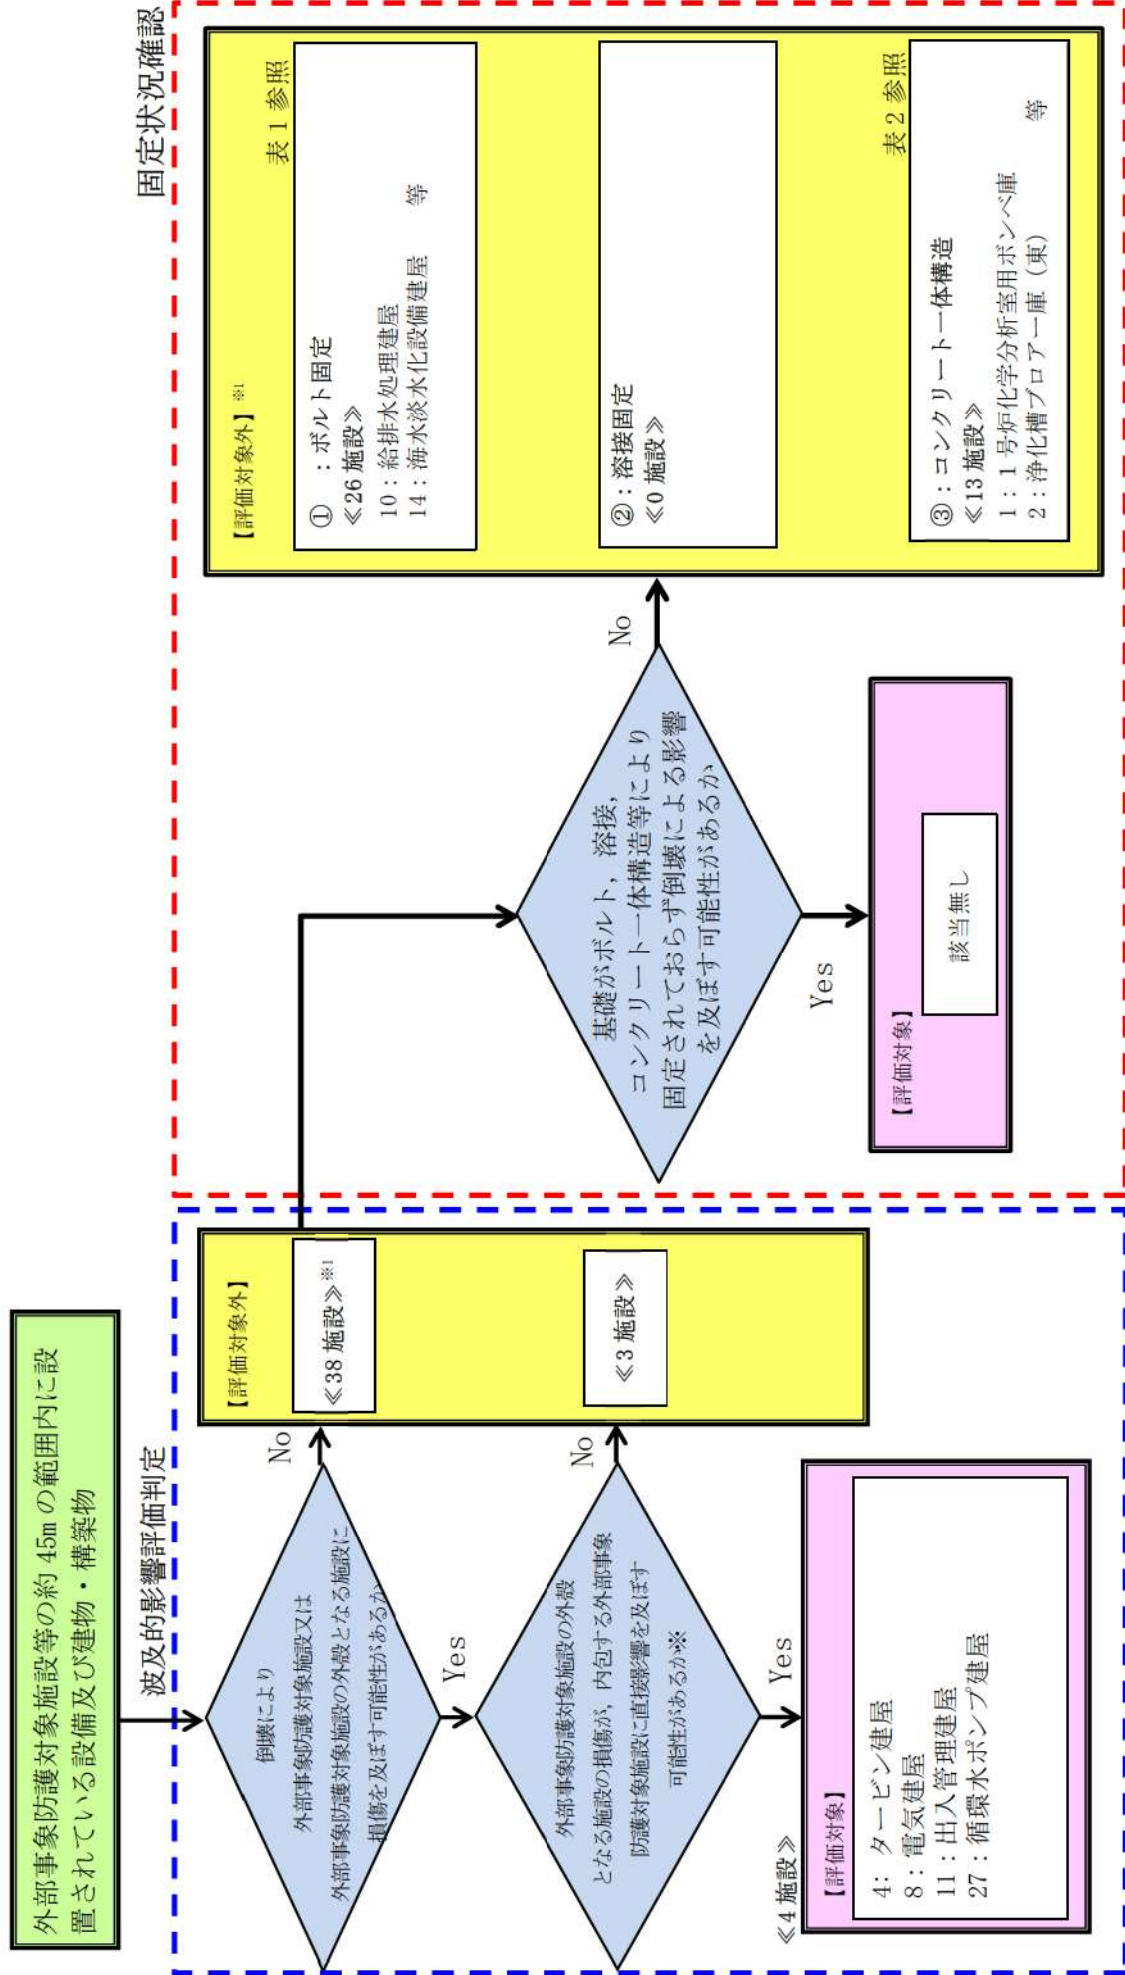 外部事象防護対象施設等の約 45m の範囲内に設
置されている設備及び建物・構築物
波及的影響評価判定
倒壊により
外部事象防護対象施設又は
外部事象防護対象施設の外殻となる施設に
損傷を及ぼす可能性があるか
No
Yes
外部事象防護対象施設の外殻
となる施設の損傷が，内包する外部事象
防護対象施設に直接影響を及ぼす
可能性があるか※
No
Yes
【評価対象外】
≪38 施設≫※1
≪3 施設≫
≪4 施設≫
【評価対象】
4: タービン建屋
8：電気建屋
11：出入管理建屋
27：循環水ポンプ建屋
固定状況確認
基礎がボルト，溶接，
コンクリート一体構造等により
固定されておらず倒壊による影響
を及ぼす可能性があるか
No
Yes
【評価対象】
該当無し
【評価対象外】※1
表 1 参照
① ：ボルト固定
≪26 施設≫
10：給排水処理建屋
14：海水淡水化設備建屋 等
②：溶接固定
≪0 施設≫
表 2 参照
③：コンクリート一体構造
≪13 施設≫
1：1 号炉化学分析室用ボンベ庫
2：浄化槽ブロアー庫（東） 等